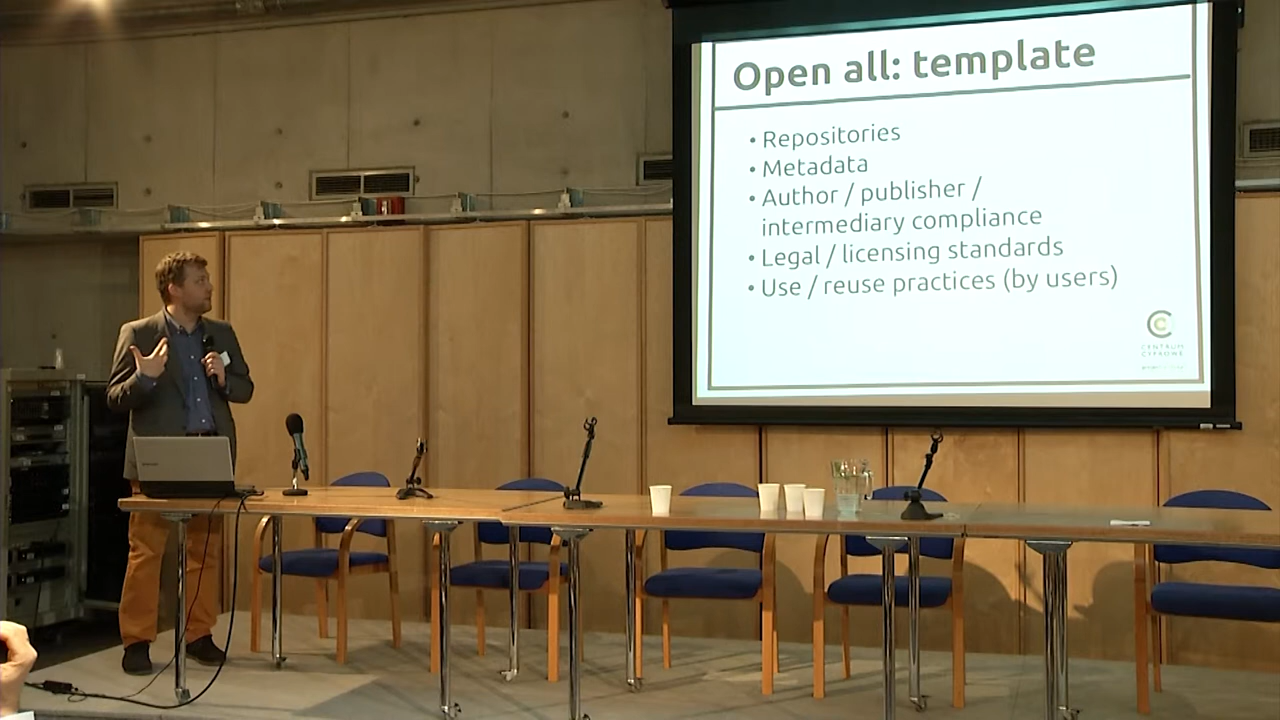 Open all: template
• Repositories
• Metadata
• Author / publisher /
intermediary compliance
• Legal / licensing standards
• Use / reuse practices (by users)
CENTRUM
CYFROWE